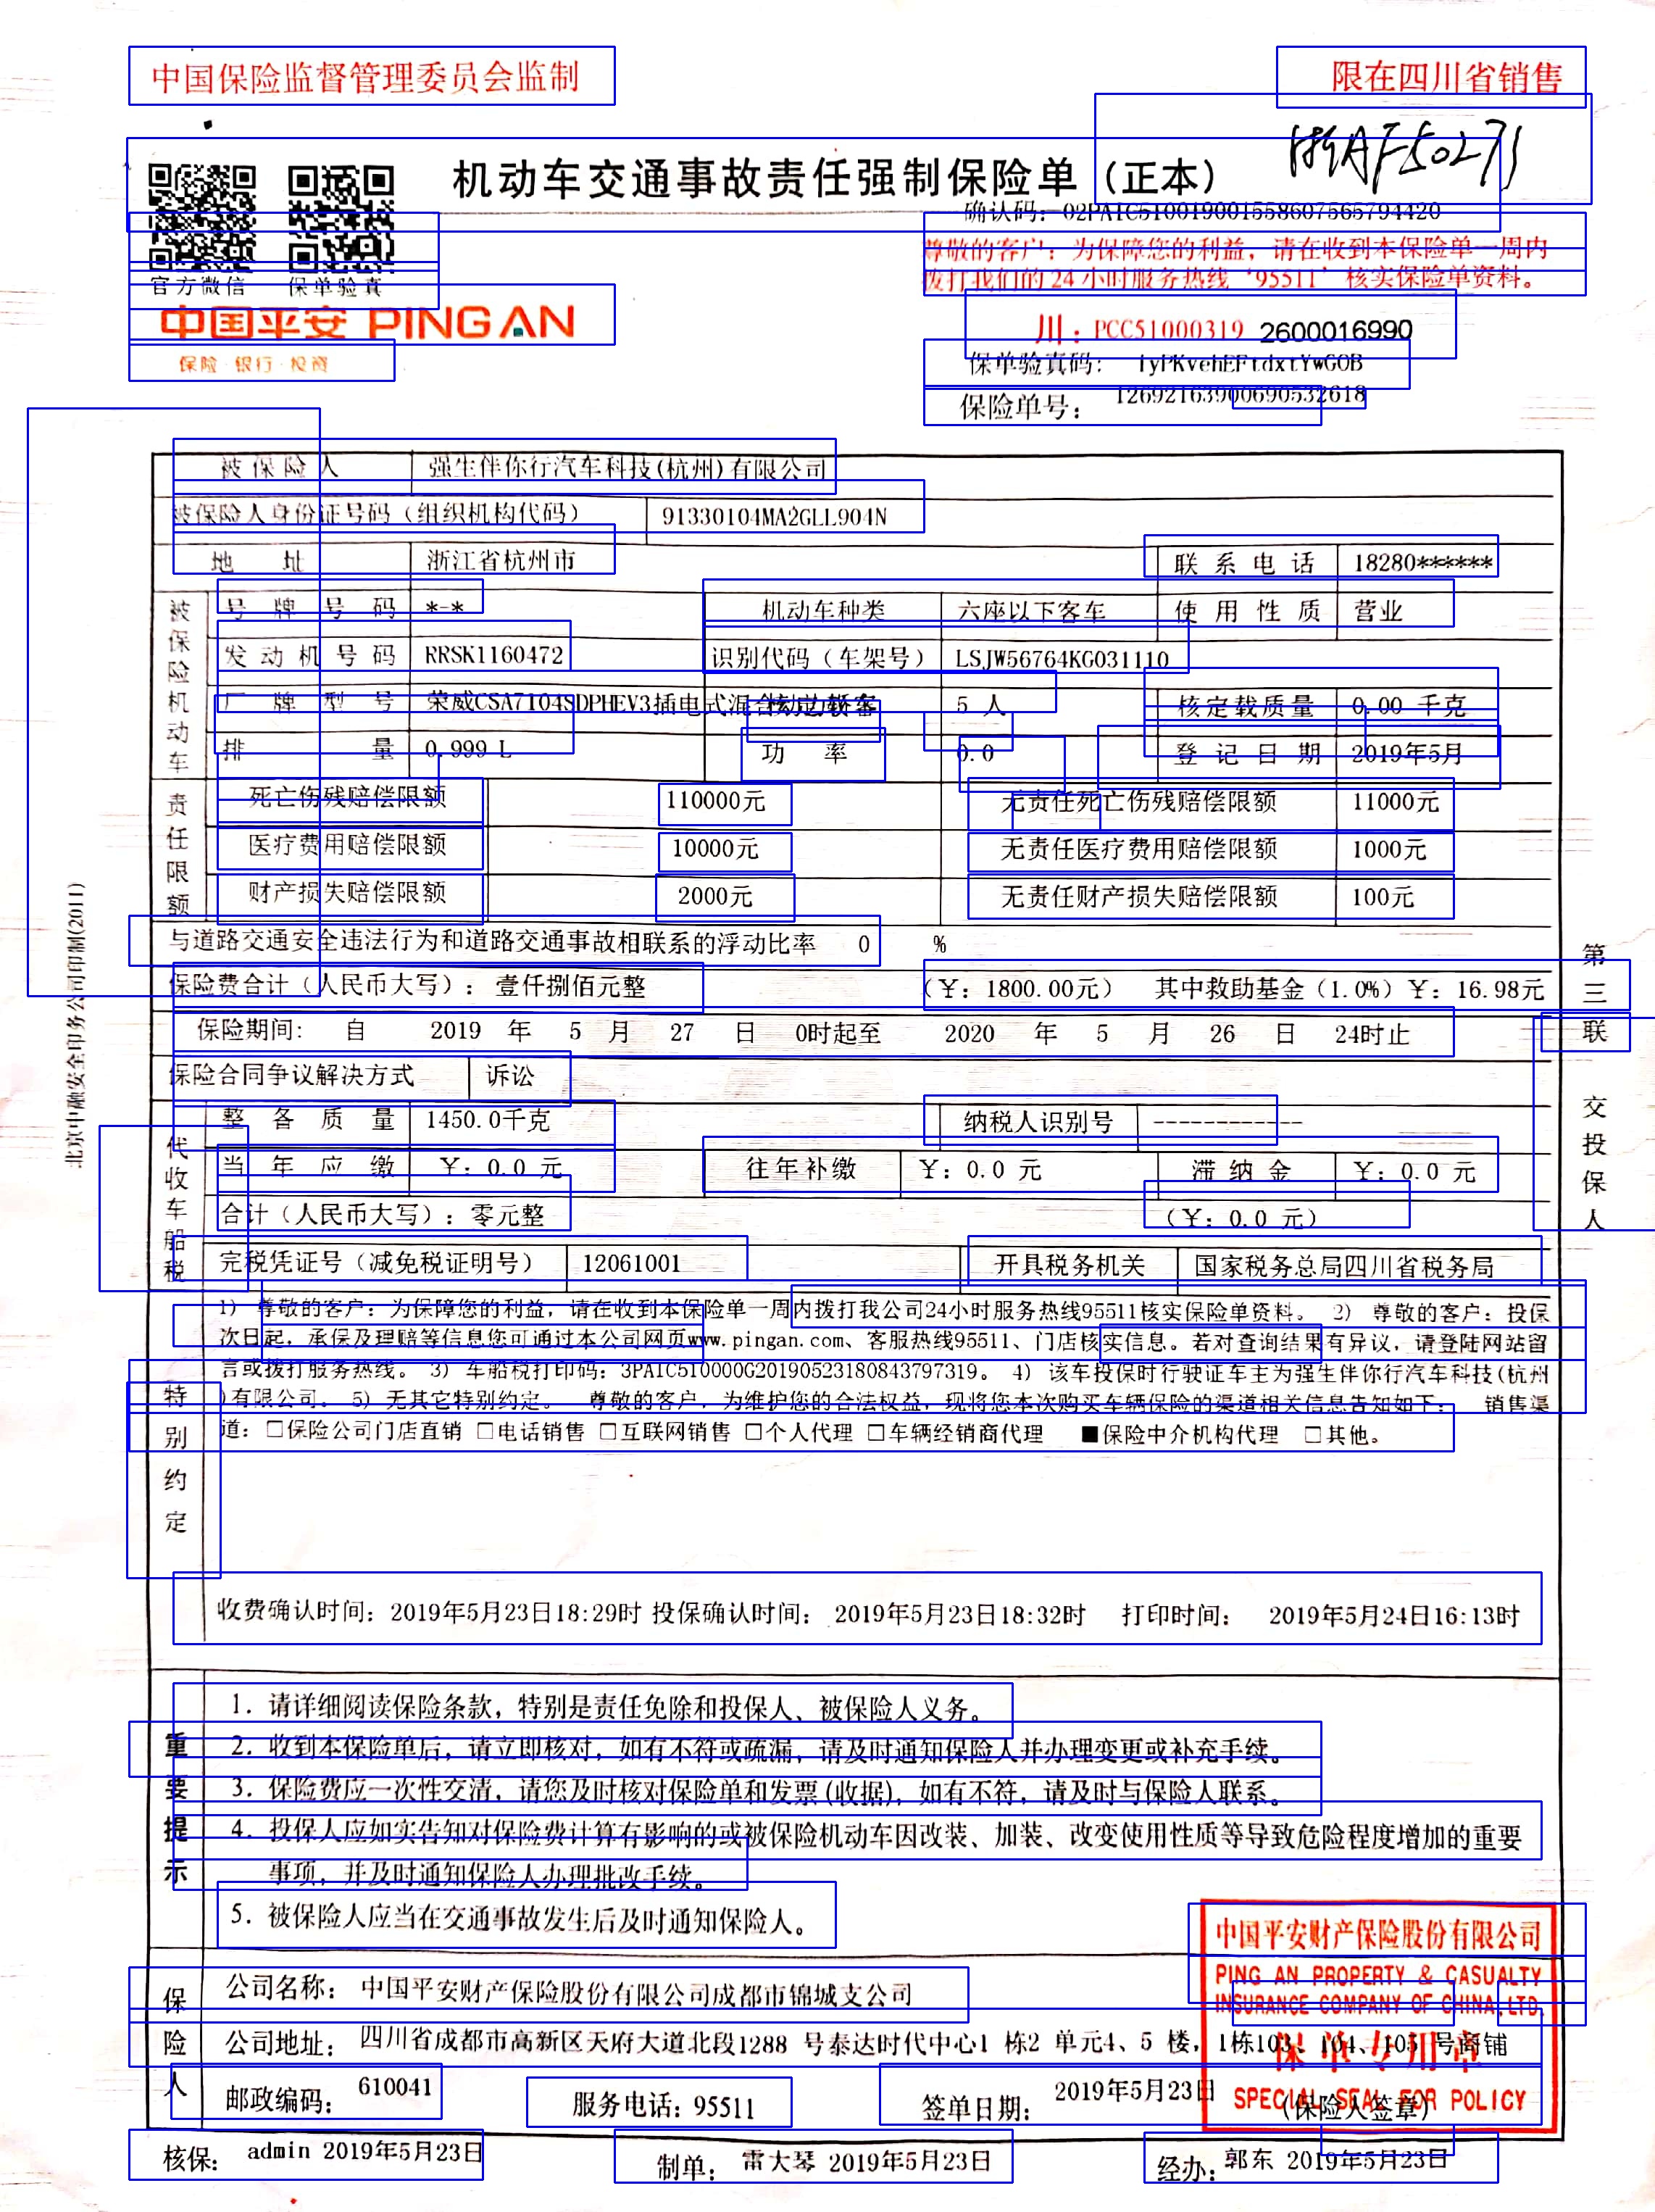 中国保险监督管理委员会监制
限在四川省销售
浙AF50271
机动车交通事故责任强制保险单 (正本)
确认码：02PAIC510019001558607565794420
尊敬的客户：为保障您的利益，请在收到本保险单一周内
拨打我们的 24 小时服务热线‘95511’核实保险单资料。
官方微信 保单验真
中国平安 PING AN
保险·银行·投资
川：PCC51000319 2600016990
保单验真码：
保险单号： 12692163900690532618
被保险人 强生伴你行汽车科技(杭州)有限公司
被保险人身份证号码（组织机构代码） 91330104MA2GLL904N
地 址 浙江省杭州市 联系电话 18280******
被保险机动车
号牌号码 *-* 机动车种类 六座以下客车 使用性质 营业
发动机号码 RRSK1160472 识别代码（车架号） LSJW56764KG031110
厂牌型号 荣威CSA7104SDPHEV3插电式混 5 人 核定载质量 0.00 千克
排 量 0.999 L 功 率 0.0 登记日期 2019年5月
责任限额
死亡伤残赔偿限额 110000元 无责任死亡伤残赔偿限额 11000元
医疗费用赔偿限额 10000元 无责任医疗费用赔偿限额 1000元
财产损失赔偿限额 2000元 无责任财产损失赔偿限额 100元
与道路交通安全违法行为和道路交通事故相联系的浮动比率 0 %
保险费合计（人民币大写）：壹仟捌佰元整 （¥：1800.00元） 其中救助基金（1.0%）¥：16.98元
保险期间： 自 2019 年 5 月 27 日 0时起至 2020 年 5 月 26 日 24时止
保险合同争议解决方式 诉讼
代收车船税
整备质量 1450.0千克 纳税人识别号 ------------
当年应缴 ¥：0.0 元 往年补缴 ¥：0.0 元 滞纳金 ¥：0.0 元
合计（人民币大写）：零元整 （¥：0.0 元）
完税凭证号（减免税证明号） 12061001 开具税务机关 国家税务总局四川省税务局
特别约定
1） 尊敬的客户：为保障您的利益，请在收到本保险单一周内拨打我公司24小时服务热线95511核实保险单资料。 2） 尊敬的客户：投保
次日起，承保及理赔等信息您可通过本公司网页www.pingan.com、客服热线95511、门店核实信息。若对查询结果有异议，请登陆网站留
言或拨打服务热线。 3） 车船税打印码：3PAIC510000G20190523180843797319。 4） 该车投保时行驶证车主为强生伴你行汽车科技(杭州
)有限公司。 5) 无其它特别约定。 尊敬的客户，为维护您的合法权益，现将您本次购买车辆保险的渠道相关信息告知如下： 销售渠
道：□保险公司门店直销 □电话销售 □互联网销售 □个人代理 □车辆经销商代理 ■保险中介机构代理 □其他。
收费确认时间：2019年5月23日18:29时 投保确认时间：2019年5月23日18:32时 打印时间： 2019年5月24日16:13时
重要提示
1. 请详细阅读保险条款，特别是责任免除和投保人、被保险人义务。
2. 收到本保险单后，请立即核对，如有不符或疏漏，请及时通知保险人并办理变更或补充手续。
3. 保险费应一次性交清，请您及时核对保险单和发票(收据)，如有不符，请及时与保险人联系。
4. 投保人应如实告知对保险费计算有影响的或被保险机动车因改装、加装、改变使用性质等导致危险程度增加的重要
事项，并及时通知保险人办理批改手续。
5. 被保险人应当在交通事故发生后及时通知保险人。
保险人
公司名称： 中国平安财产保险股份有限公司成都市锦城支公司
公司地址： 四川省成都市高新区天府大道北段1288 号泰达时代中心1 栋2 单元4、5 楼，1栋103、104、105 号商铺
邮政编码： 610041 服务电话：95511 签单日期： 2019年5月23日 (保险人签章)
中国平安财产保险股份有限公司
PING AN PROPERTY & CASUALTY
INSURANCE COMPANY OF CHINA,LTD.
保单专用章
SPECIAL SEAL FOR POLICY
核保： admin 2019年5月23日 制单： 雷大琴 2019年5月23日 经办：郭东 2019年5月23日
北京中融安全印务公司印制(2011)
第三联 交投保人